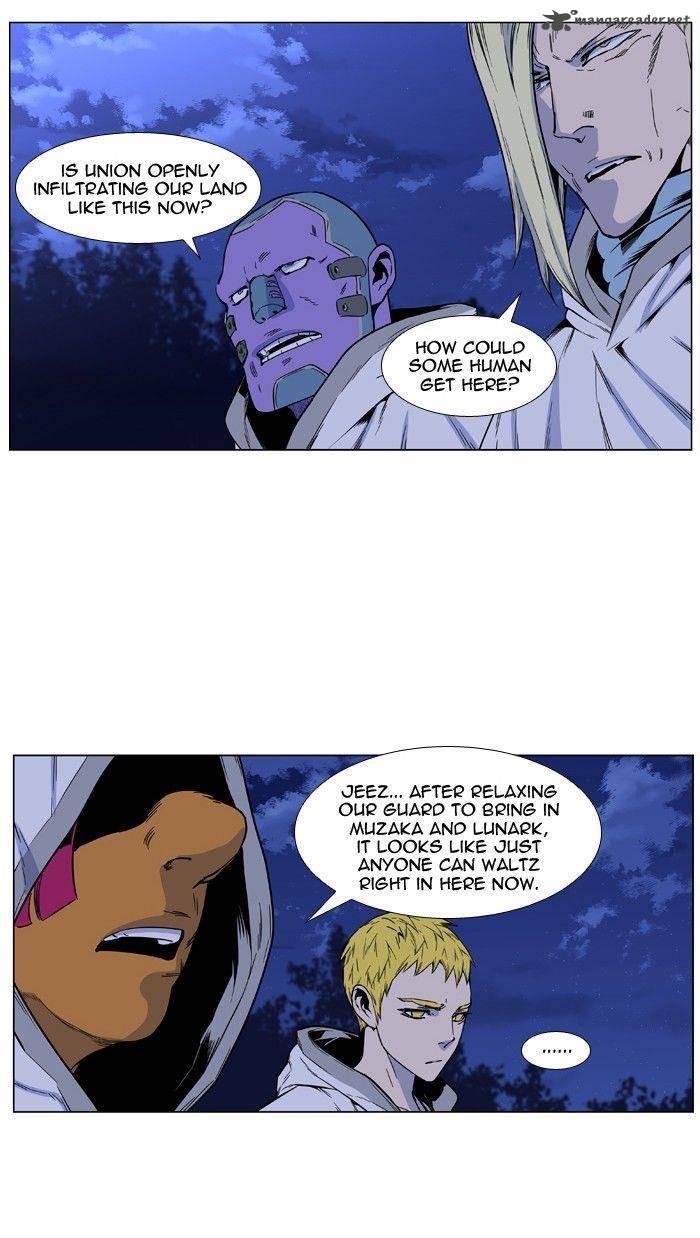 mangareader.net
IS UNION OPENLY
INFILTRATING OUR LAND
LIKE THIS NOW?
HOW COULD
SOME HUMAN
GET HERE?
JEEZ... AFTER RELAXING
OUR GUARD TO BRING IN
MUZAKA AND LUNARK,
IT LOOKS LIKE JUST
ANYONE CAN WALTZ
RIGHT IN HERE NOW.
......